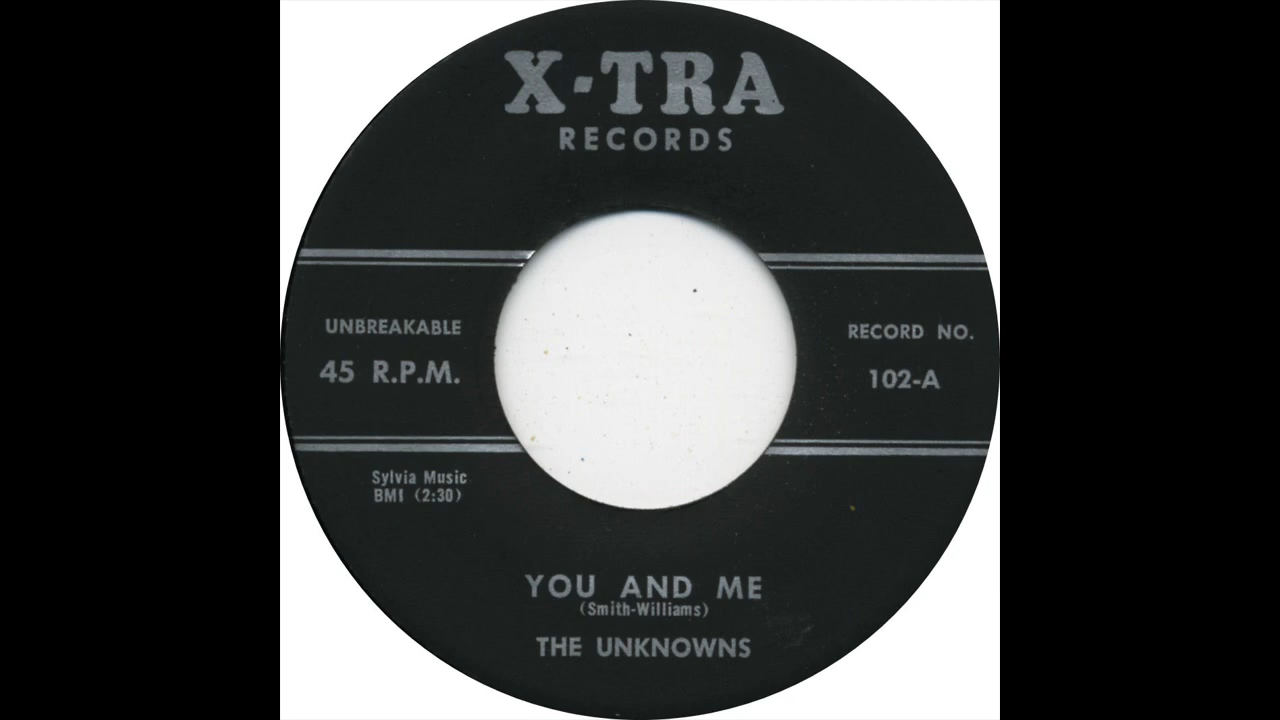 X-TRA
RECORDS
UNBREAKABLE
45 R.P.M.
RECORD NO.
102-A
Sylvia Music
BMI (2:30)
YOU AND ME
(Smith-Williams)
THE UNKNOWNS